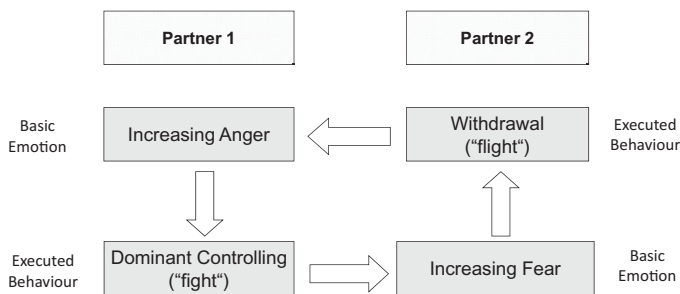 Partner 1
Partner 2
Basic
Emotion
Increasing Anger
Withdrawal
(“flight“)
Executed
Behaviour
Executed
Behaviour
Dominant Controlling
(“fight“)
Increasing Fear
Basic
Emotion